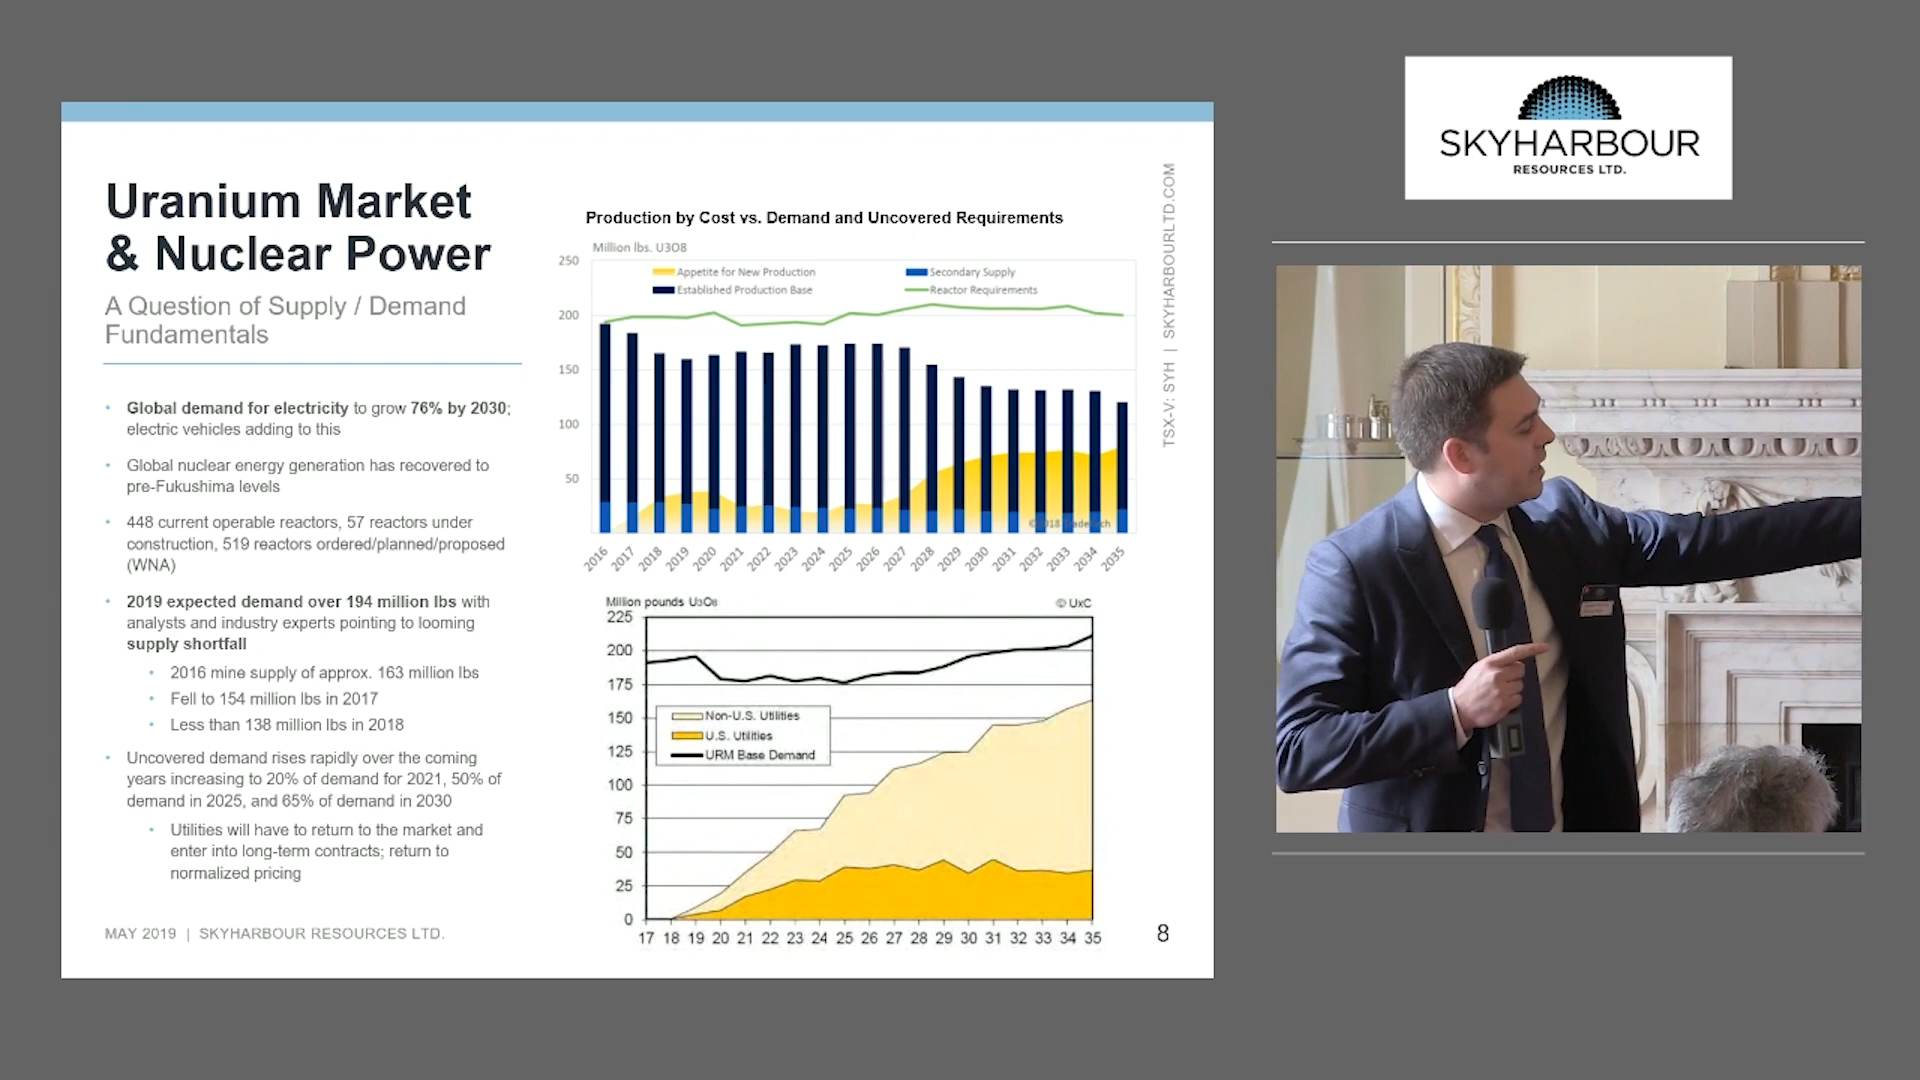 Uranium Market
& Nuclear Power
A Question of Supply / Demand
Fundamentals
• Global demand for electricity to grow 76% by 2030;
electric vehicles adding to this
• Global nuclear energy generation has recovered to
pre-Fukushima levels
• 448 current operable reactors, 57 reactors under
construction, 519 reactors ordered/planned/proposed
(WNA)
• 2019 expected demand over 194 million lbs with
analysts and industry experts pointing to looming
supply shortfall
• 2016 mine supply of approx. 163 million lbs
• Fell to 154 million lbs in 2017
• Less than 138 million lbs in 2018
• Uncovered demand rises rapidly over the coming
years increasing to 20% of demand for 2021, 50% of
demand in 2025, and 65% of demand in 2030
• Utilities will have to return to the market and
enter into long-term contracts; return to
normalized pricing
MAY 2019 | SKYHARBOUR RESOURCES LTD.
Production by Cost vs. Demand and Uncovered Requirements
Million lbs. U3O8
250
200
150
100
50
Appetite for New Production
Secondary Supply
Established Production Base
Reactor Requirements
2016 2017 2018 2019 2020 2021 2022 2023 2024 2025 2026 2027 2028 2029 2030 2031 2032 2033 2034 2035
Million pounds U3O8
© UxC
225
200
175
150
125
100
75
50
25
0
Non-U.S. Utilities
U.S. Utilities
URM Base Demand
17 18 19 20 21 22 23 24 25 26 27 28 29 30 31 32 33 34 35
8
TSX-V: SYH | SKYHARBOURLTD.COM
SKYHARBOUR
RESOURCES LTD.